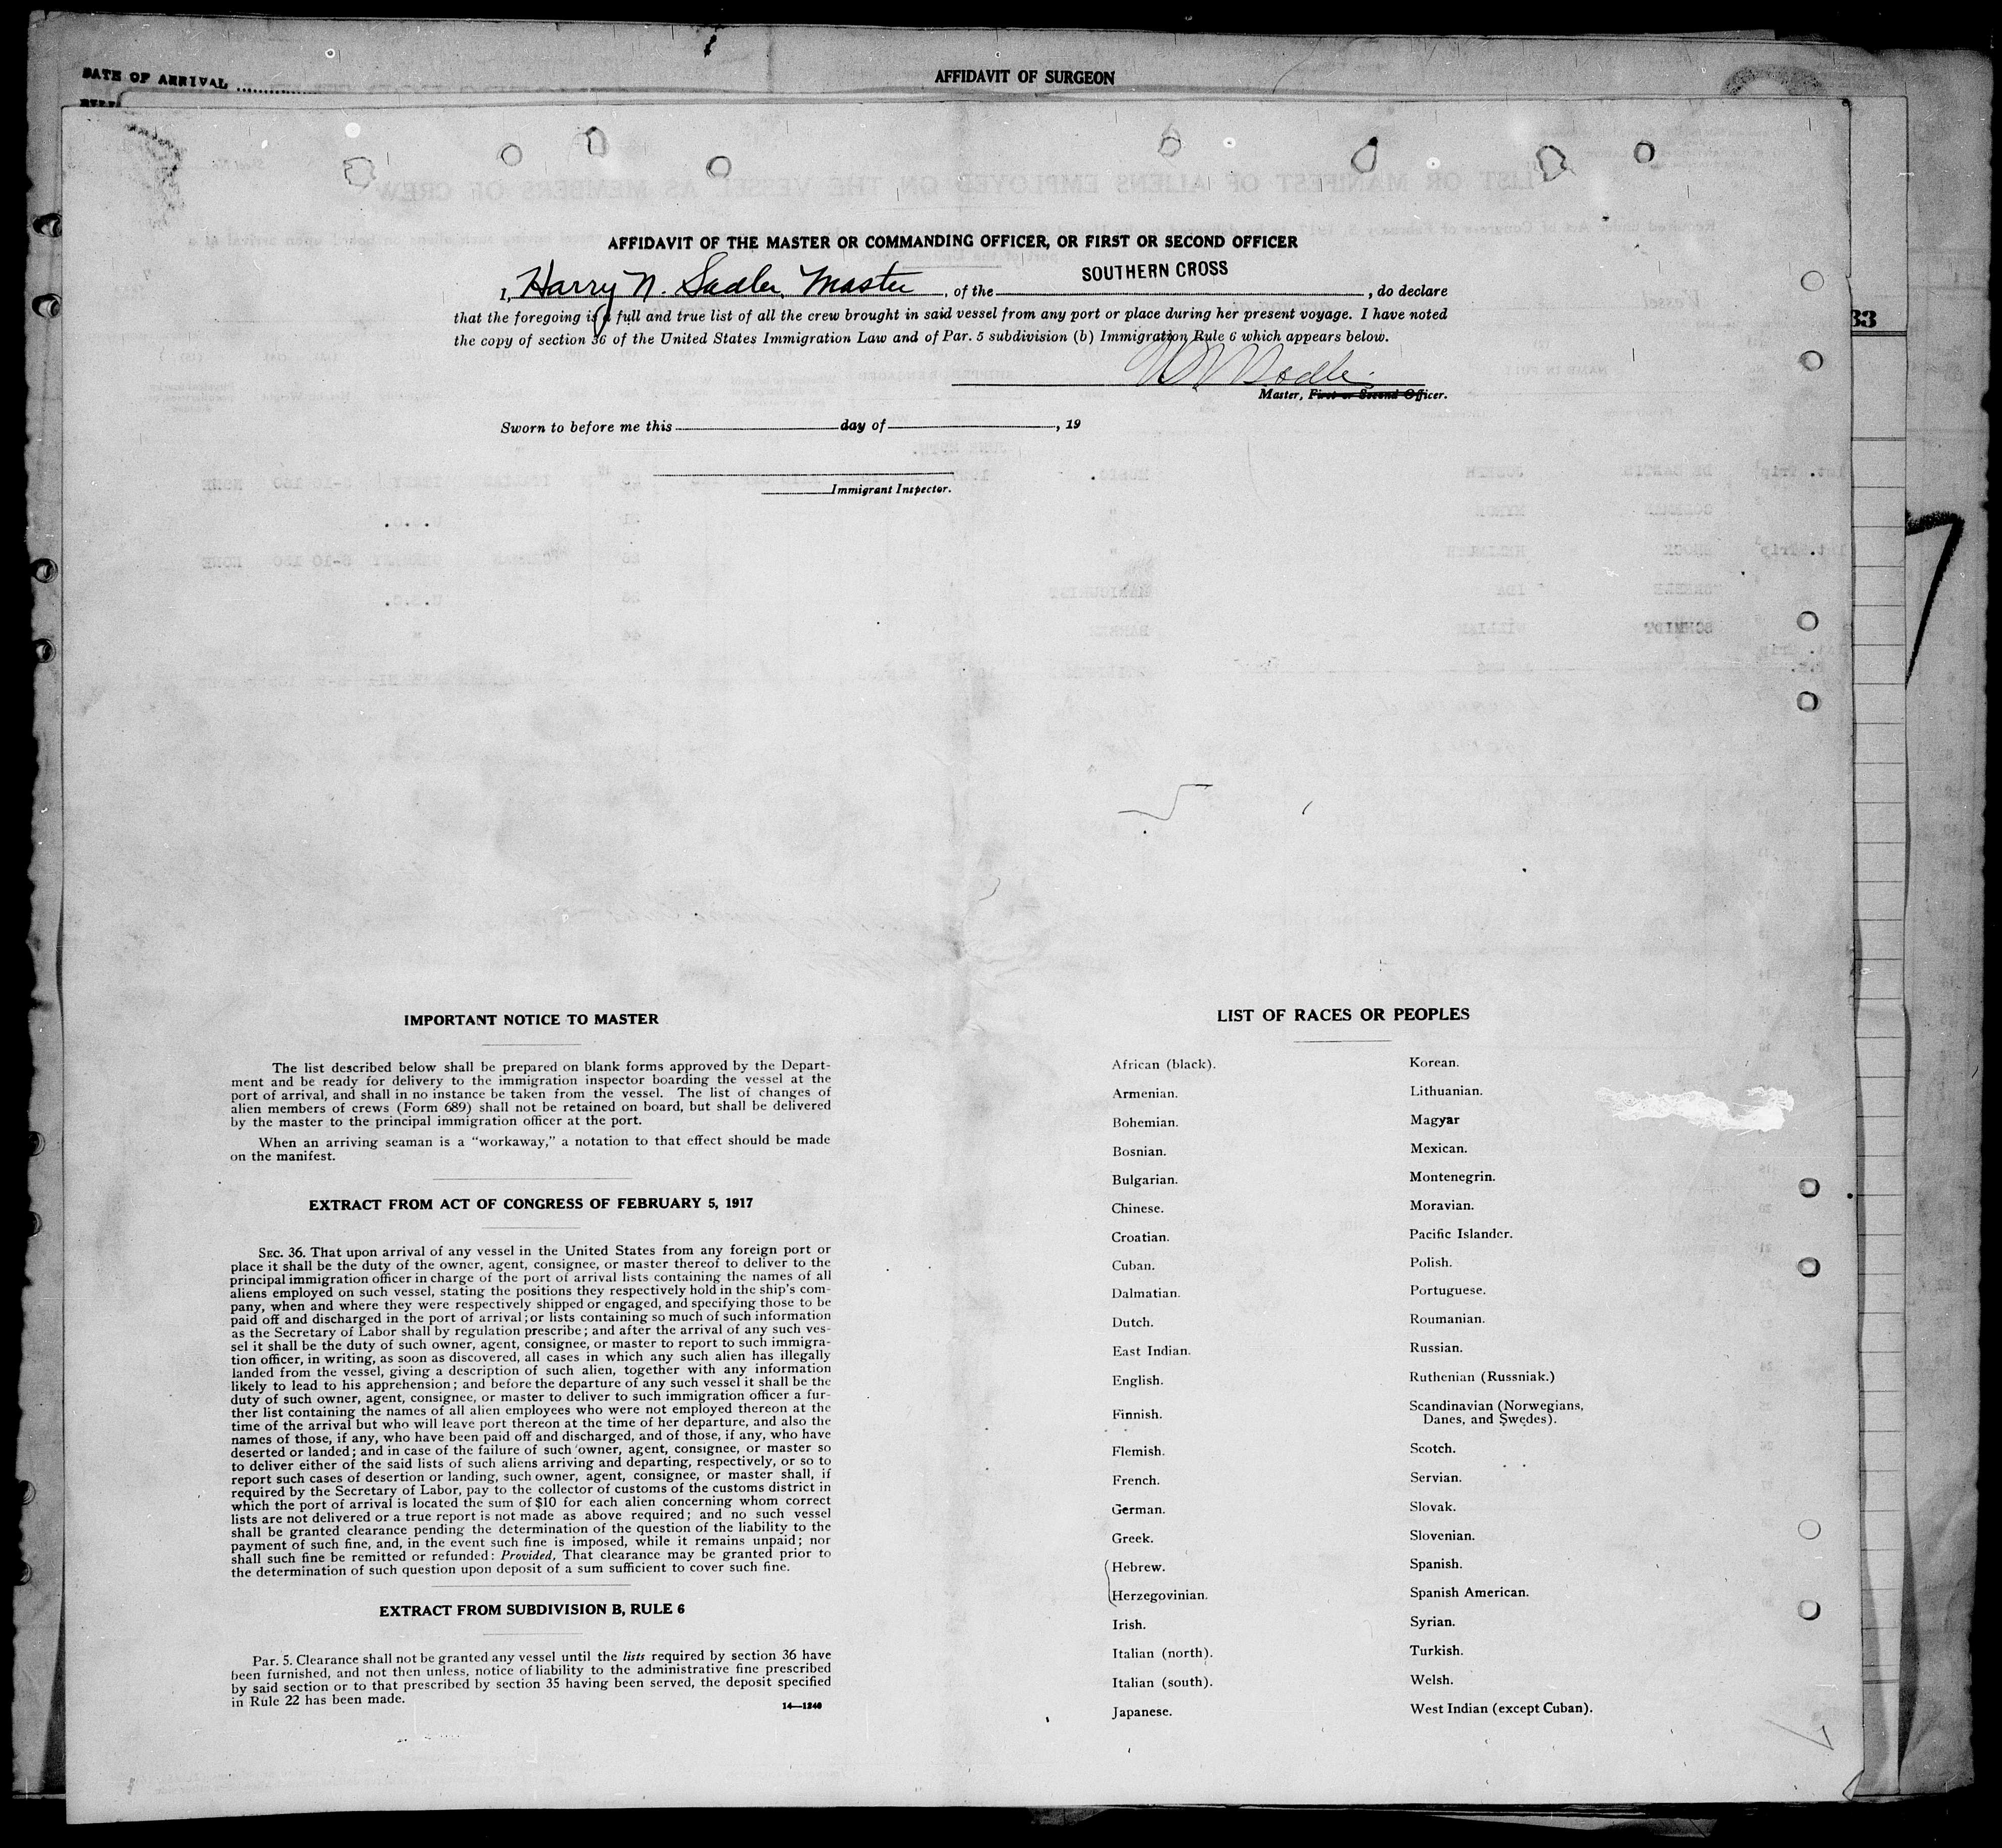 DATE OF ARRIVAL
AFFIDAVIT OF SURGEON
33
AFFIDAVIT OF THE MASTER OR COMMANDING OFFICER, OR FIRST OR SECOND OFFICER
SOUTHERN CROSS
I, Harry N. Sadler, Master, of the , do declare
that the foregoing is a full and true list of all the crew brought in said vessel from any port or place during her present voyage. I have noted
the copy of section 36 of the United States Immigration Law and of Par. 5 subdivision (b) Immigration Rule 6 which appears below.
Master, First or Second Officer.
Sworn to before me this day of , 19
Immigrant Inspector.
IMPORTANT NOTICE TO MASTER
The list described below shall be prepared on blank forms approved by the Depart-
ment and be ready for delivery to the immigration inspector boarding the vessel at the
port of arrival, and shall in no instance be taken from the vessel. The list of changes of
alien members of crews (Form 689) shall not be retained on board, but shall be delivered
by the master to the principal immigration officer at the port.
When an arriving seaman is a "workaway," a notation to that effect should be made
on the manifest.
EXTRACT FROM ACT OF CONGRESS OF FEBRUARY 5, 1917
SEC. 36. That upon arrival of any vessel in the United States from any foreign port or
place it shall be the duty of the owner, agent, consignee, or master thereof to deliver to the
principal immigration officer in charge of the port of arrival lists containing the names of all
aliens employed on such vessel, stating the positions they respectively hold in the ship's com-
pany, when and where they were respectively shipped or engaged, and specifying those to be
paid off and discharged in the port of arrival; or lists containing so much of such information
as the Secretary of Labor shall by regulation prescribe; and after the arrival of any such ves-
sel it shall be the duty of such owner, agent, consignee, or master to report to such immigra-
tion officer, in writing, as soon as discovered, all cases in which any such alien has illegally
landed from the vessel, giving a description of such alien, together with any information
likely to lead to his apprehension; and before the departure of any such vessel it shall be the
duty of such owner, agent, consignee, or master to deliver to such immigration officer a fur-
ther list containing the names of all alien employees who were not employed thereon at the
time of the arrival but who will leave port thereon at the time of her departure, and also the
names of those, if any, who have been paid off and discharged, and of those, if any, who have
deserted or landed; and in case of the failure of such owner, agent, consignee, or master so
to deliver either of the said lists of such aliens arriving and departing, respectively, or so to
report such cases of desertion or landing, such owner, agent, consignee, or master shall, if
required by the Secretary of Labor, pay to the collector of customs of the customs district in
which the port of arrival is located the sum of $10 for each alien concerning whom correct
lists are not delivered or a true report is not made as above required; and no such vessel
shall be granted clearance pending the determination of the question of the liability to the
payment of such fine, and, in the event such fine is imposed, while it remains unpaid; nor
shall such fine be remitted or refunded: Provided, That clearance may be granted prior to
the determination of such question upon deposit of a sum sufficient to cover such fine.
EXTRACT FROM SUBDIVISION B, RULE 6
Par. 5. Clearance shall not be granted any vessel until the lists required by section 36 have
been furnished, and not then unless, notice of liability to the administrative fine prescribed
by said section or to that prescribed by section 35 having been served, the deposit specified
in Rule 22 has been made.
14—1240
LIST OF RACES OR PEOPLES
African (black).
Armenian.
Bohemian.
Bosnian.
Bulgarian.
Chinese.
Croatian.
Cuban.
Dalmatian.
Dutch.
East Indian.
English.
Finnish.
Flemish.
French.
German.
Greek.
Hebrew.
Herzegovinian.
Irish.
Italian (north).
Italian (south).
Japanese.
Korean.
Lithuanian.
Magyar
Mexican.
Montenegrin.
Moravian.
Pacific Islander.
Polish.
Portuguese.
Roumanian.
Russian.
Ruthenian (Russniak.)
Scandinavian (Norwegians,
Danes, and Swedes).
Scotch.
Servian.
Slovak.
Slovenian.
Spanish.
Spanish American.
Syrian.
Turkish.
Welsh.
West Indian (except Cuban).